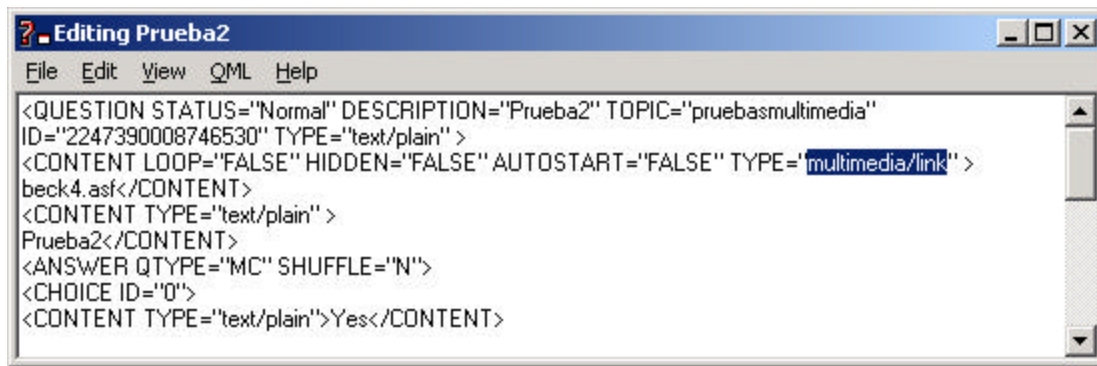 Editing Prueba2
File Edit View QML Help
<QUESTION STATUS="Normal" DESCRIPTION="Prueba2" TOPIC="pruebasmultimedia"
ID="2247390008746530" TYPE="text/plain" >
<CONTENT LOOP="FALSE" HIDDEN="FALSE" AUTOSTART="FALSE" TYPE="multimedia/link" >
beck4.asf</CONTENT>
<CONTENT TYPE="text/plain" >
Prueba2</CONTENT>
<ANSWER QTYPE="MC" SHUFFLE="N">
<CHOICE ID="0">
<CONTENT TYPE="text/plain">Yes</CONTENT>